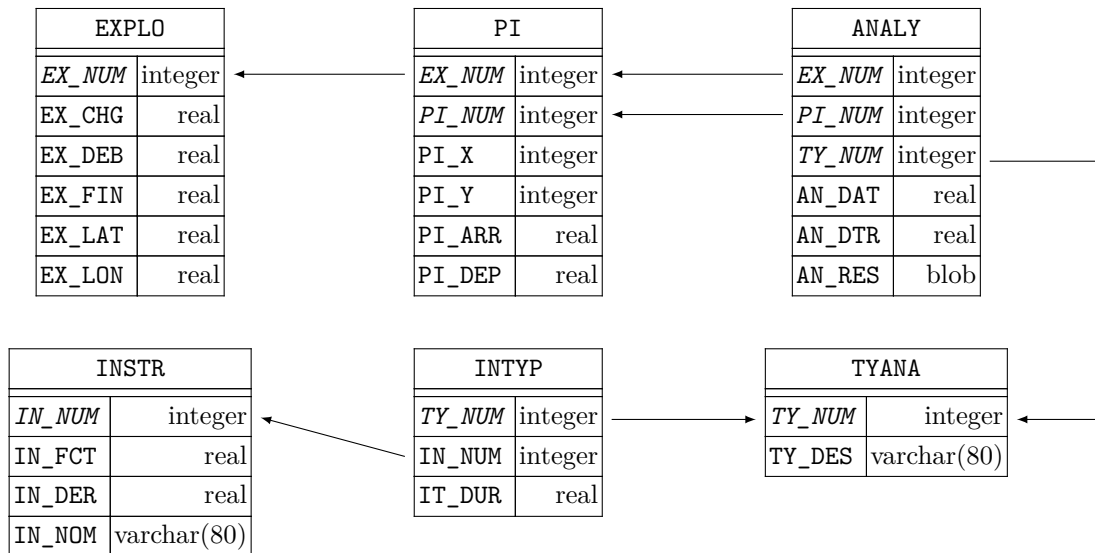 EXPLO
EX_NUM integer
EX_CHG real
EX_DEB real
EX_FIN real
EX_LAT real
EX_LON real
PI
EX_NUM integer
PI_NUM integer
PI_X integer
PI_Y integer
PI_ARR real
PI_DEP real
ANALY
EX_NUM integer
PI_NUM integer
TY_NUM integer
AN_DAT real
AN_DTR real
AN_RES blob
INSTR
IN_NUM integer
IN_FCT real
IN_DER real
IN_NOM varchar(80)
INTYP
TY_NUM integer
IN_NUM integer
IT_DUR real
TYANA
TY_NUM integer
TY_DES varchar(80)